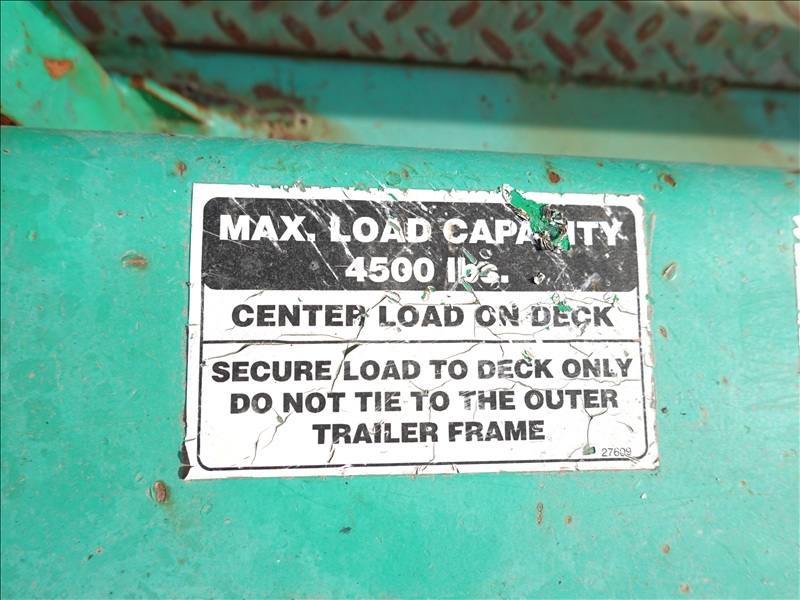 MAX. LOAD CAPACITY
4500 lbs.
CENTER LOAD ON DECK
SECURE LOAD TO DECK ONLY
DO NOT TIE TO THE OUTER
TRAILER FRAME
27609